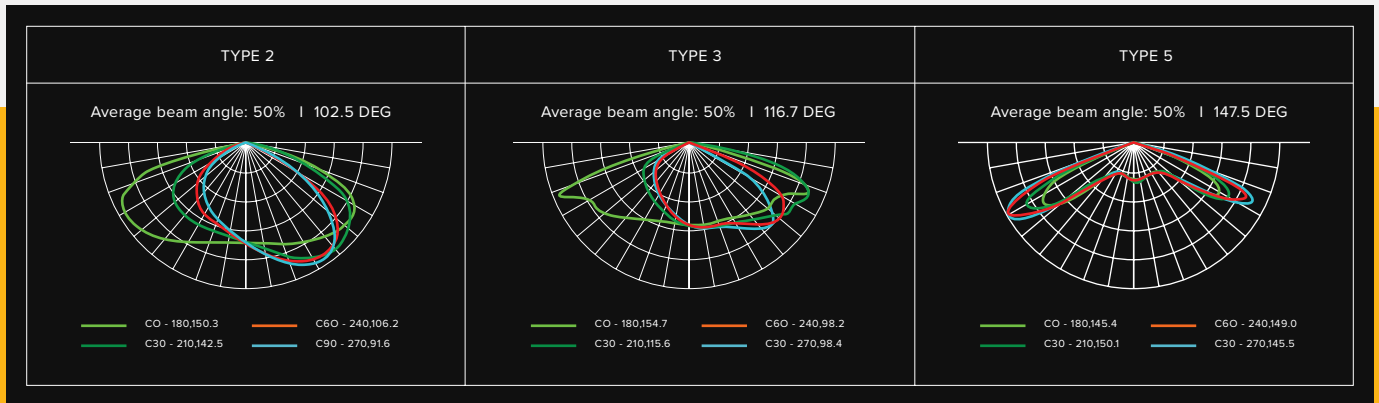 TYPE 2
TYPE 3
TYPE 5
Average beam angle: 50% I 102.5 DEG
Average beam angle: 50% I 116.7 DEG
Average beam angle: 50% I 147.5 DEG
CO - 180,150.3
C6O - 240,106.2
C30 - 210,142.5
C90 - 270,91.6
CO - 180,154.7
C6O - 240,98.2
C30 - 210,115.6
C30 - 270,98.4
CO - 180,145.4
C6O - 240,149.0
C30 - 210,150.1
C30 - 270,145.5